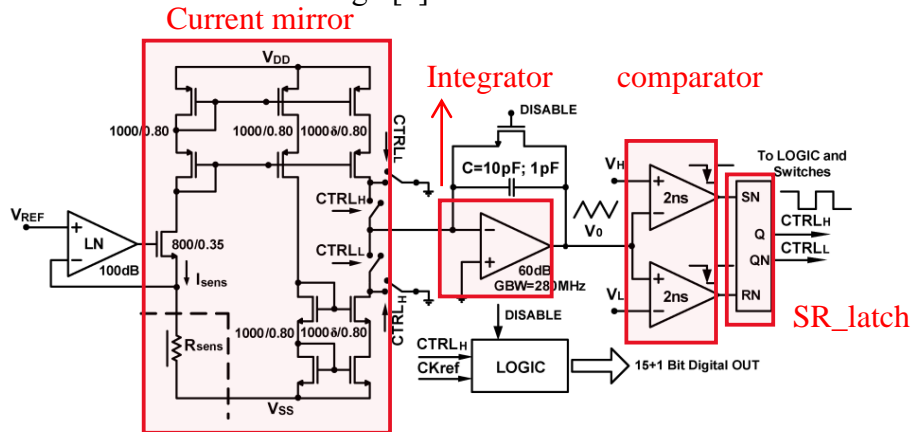 Current mirror
Integrator
comparator
VDD
DISABLE
1000/0.80
1000/0.80
1000δ/0.80
CTRLL
C=10pF; 1pF
VH
To LOGIC and
Switches
CTRLH
VREF
LN
800/0.35
100dB
Isens
CTRLL
V0
2ns
SN
CTRLH
Q
CTRLL
QN
60dB
GBW=280MHz
VL
2ns
RN
SR_latch
1000/0.80
1000δ/0.80
CTRLH
Rsens
VSS
DISABLE
CTRLH
CKref
LOGIC
15+1 Bit Digital OUT